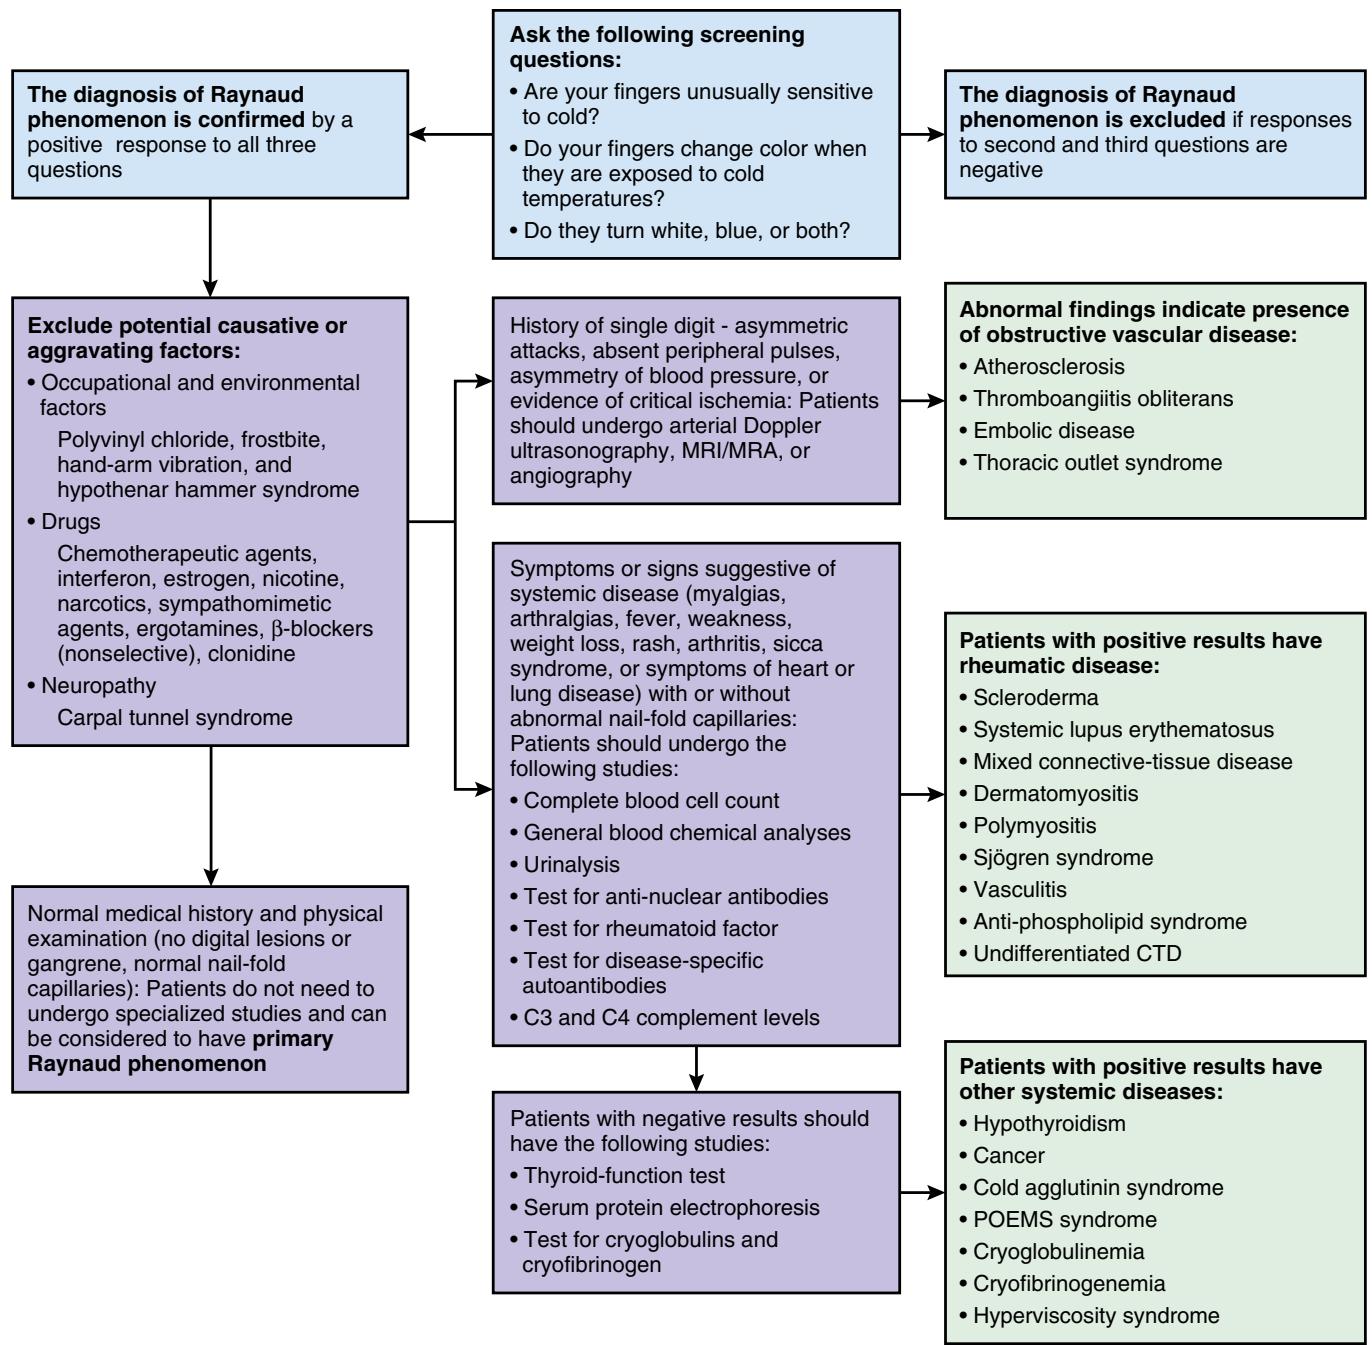 Ask the following screening
questions:
• Are your fingers unusually sensitive
to cold?
• Do your fingers change color when
they are exposed to cold
temperatures?
• Do they turn white, blue, or both?
The diagnosis of Raynaud
phenomenon is confirmed by a
positive response to all three
questions
The diagnosis of Raynaud
phenomenon is excluded if responses
to second and third questions are
negative
Exclude potential causative or
aggravating factors:
• Occupational and environmental
factors
Polyvinyl chloride, frostbite,
hand-arm vibration, and
hypothenar hammer syndrome
• Drugs
Chemotherapeutic agents,
interferon, estrogen, nicotine,
narcotics, sympathomimetic
agents, ergotamines, β-blockers
(nonselective), clonidine
• Neuropathy
Carpal tunnel syndrome
History of single digit - asymmetric
attacks, absent peripheral pulses,
asymmetry of blood pressure, or
evidence of critical ischemia: Patients
should undergo arterial Doppler
ultrasonography, MRI/MRA, or
angiography
Abnormal findings indicate presence
of obstructive vascular disease:
• Atherosclerosis
• Thromboangiitis obliterans
• Embolic disease
• Thoracic outlet syndrome
Symptoms or signs suggestive of
systemic disease (myalgias,
arthralgias, fever, weakness,
weight loss, rash, arthritis, sicca
syndrome, or symptoms of heart or
lung disease) with or without
abnormal nail-fold capillaries:
Patients should undergo the
following studies:
• Complete blood cell count
• General blood chemical analyses
• Urinalysis
• Test for anti-nuclear antibodies
• Test for rheumatoid factor
• Test for disease-specific
autoantibodies
• C3 and C4 complement levels
Patients with positive results have
rheumatic disease:
• Scleroderma
• Systemic lupus erythematosus
• Mixed connective-tissue disease
• Dermatomyositis
• Polymyositis
• Sjögren syndrome
• Vasculitis
• Anti-phospholipid syndrome
• Undifferentiated CTD
Normal medical history and physical
examination (no digital lesions or
gangrene, normal nail-fold
capillaries): Patients do not need to
undergo specialized studies and can
be considered to have primary
Raynaud phenomenon
Patients with negative results should
have the following studies:
• Thyroid-function test
• Serum protein electrophoresis
• Test for cryoglobulins and
cryofibrinogen
Patients with positive results have
other systemic diseases:
• Hypothyroidism
• Cancer
• Cold agglutinin syndrome
• POEMS syndrome
• Cryoglobulinemia
• Cryofibrinogenemia
• Hyperviscosity syndrome